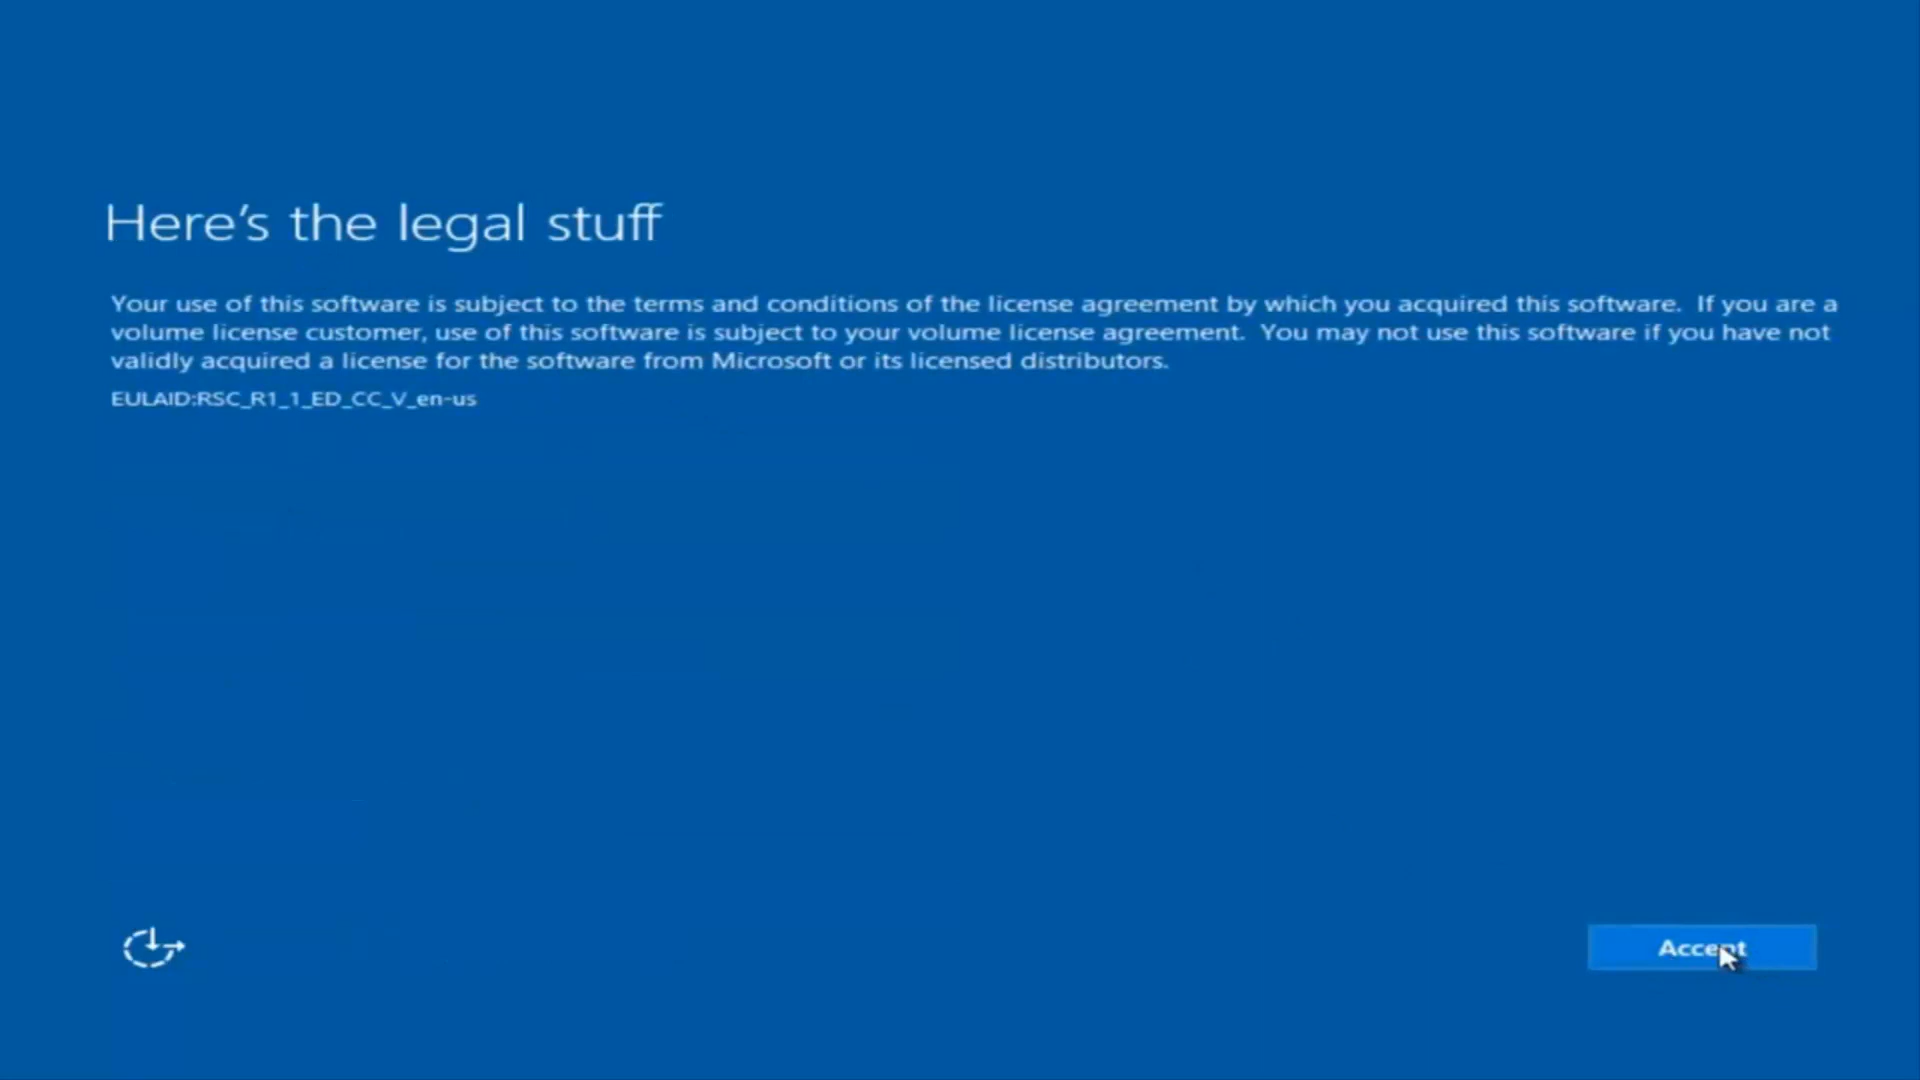 Here’s the legal stuff
Your use of this software is subject to the terms and conditions of the license agreement by which you acquired this software.  If you are a
volume license customer, use of this software is subject to your volume license agreement.  You may not use this software if you have not
validly acquired a license for the software from Microsoft or its licensed distributors.
EULAID:RSC_R1_1_ED_CC_V_en-us
Accept